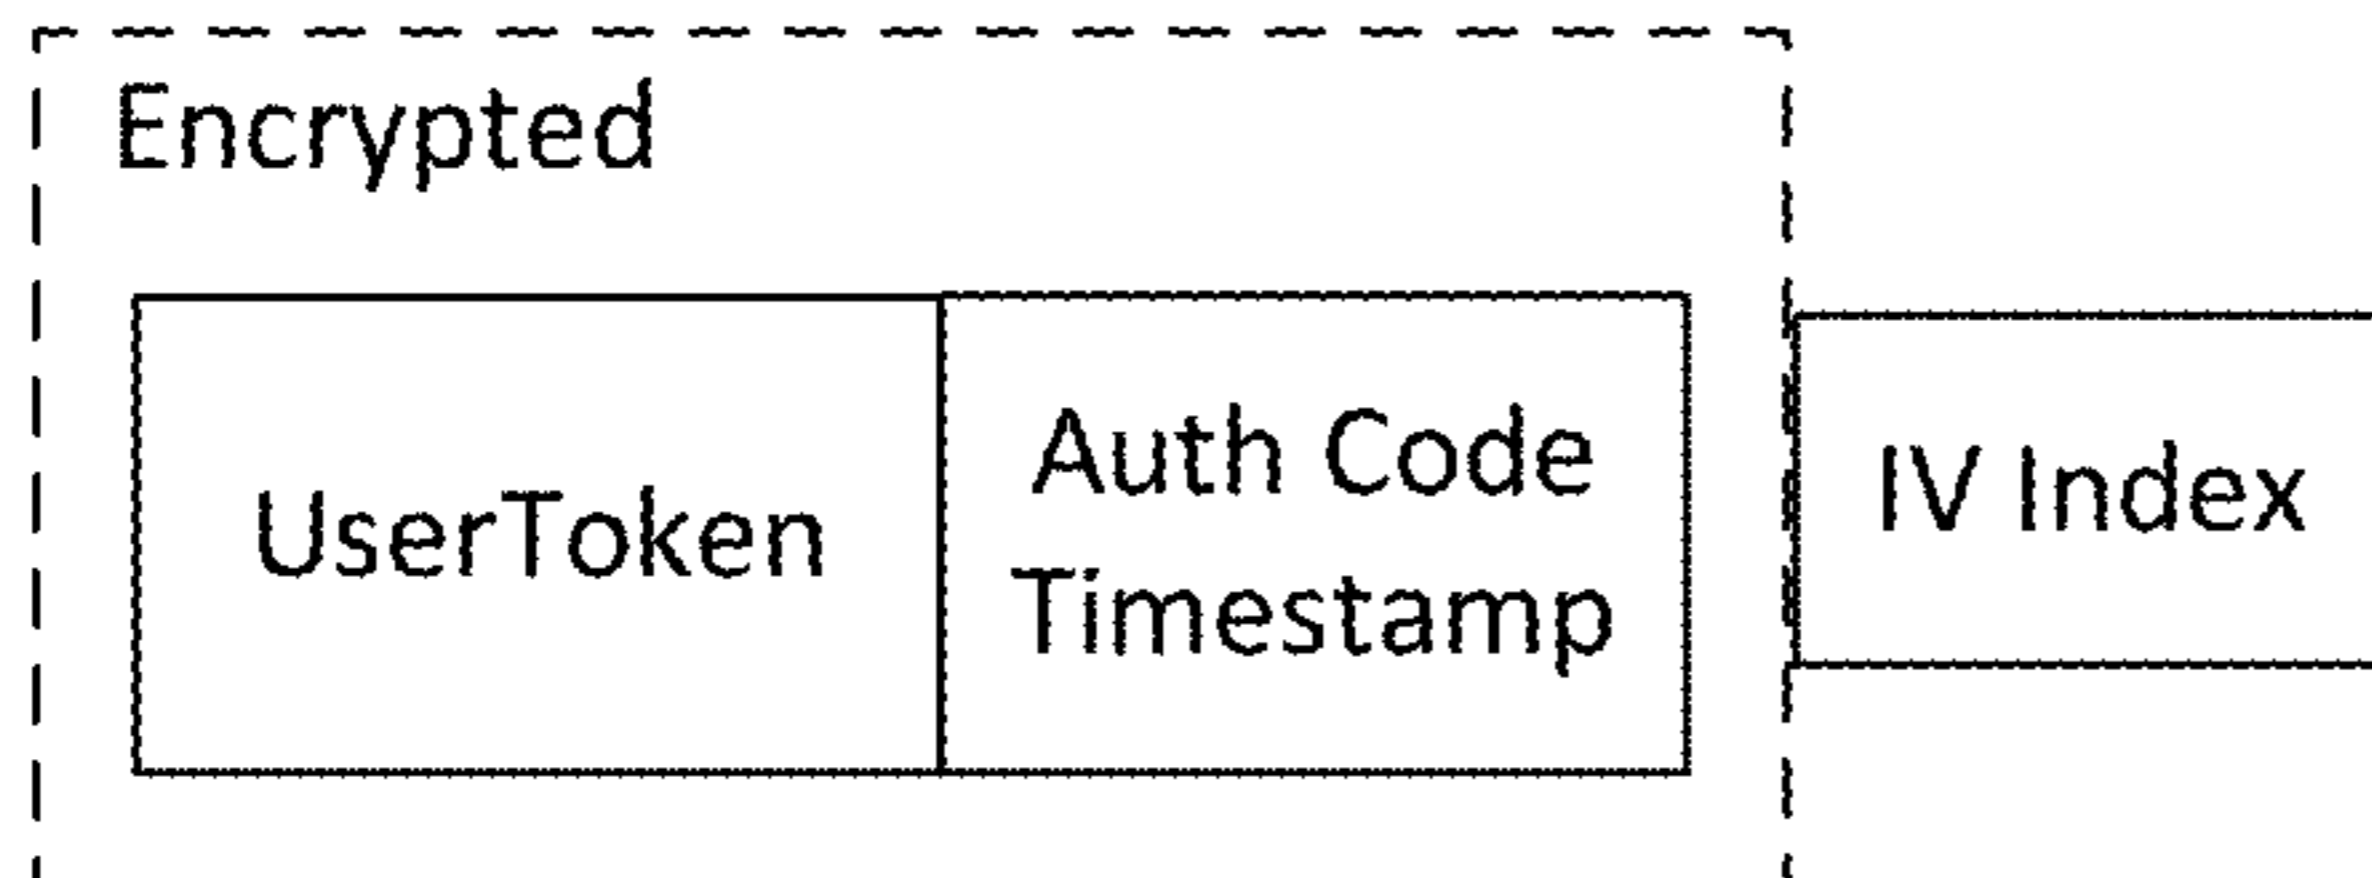 Encrypted
UserToken
Auth Code
Timestamp
IV Index